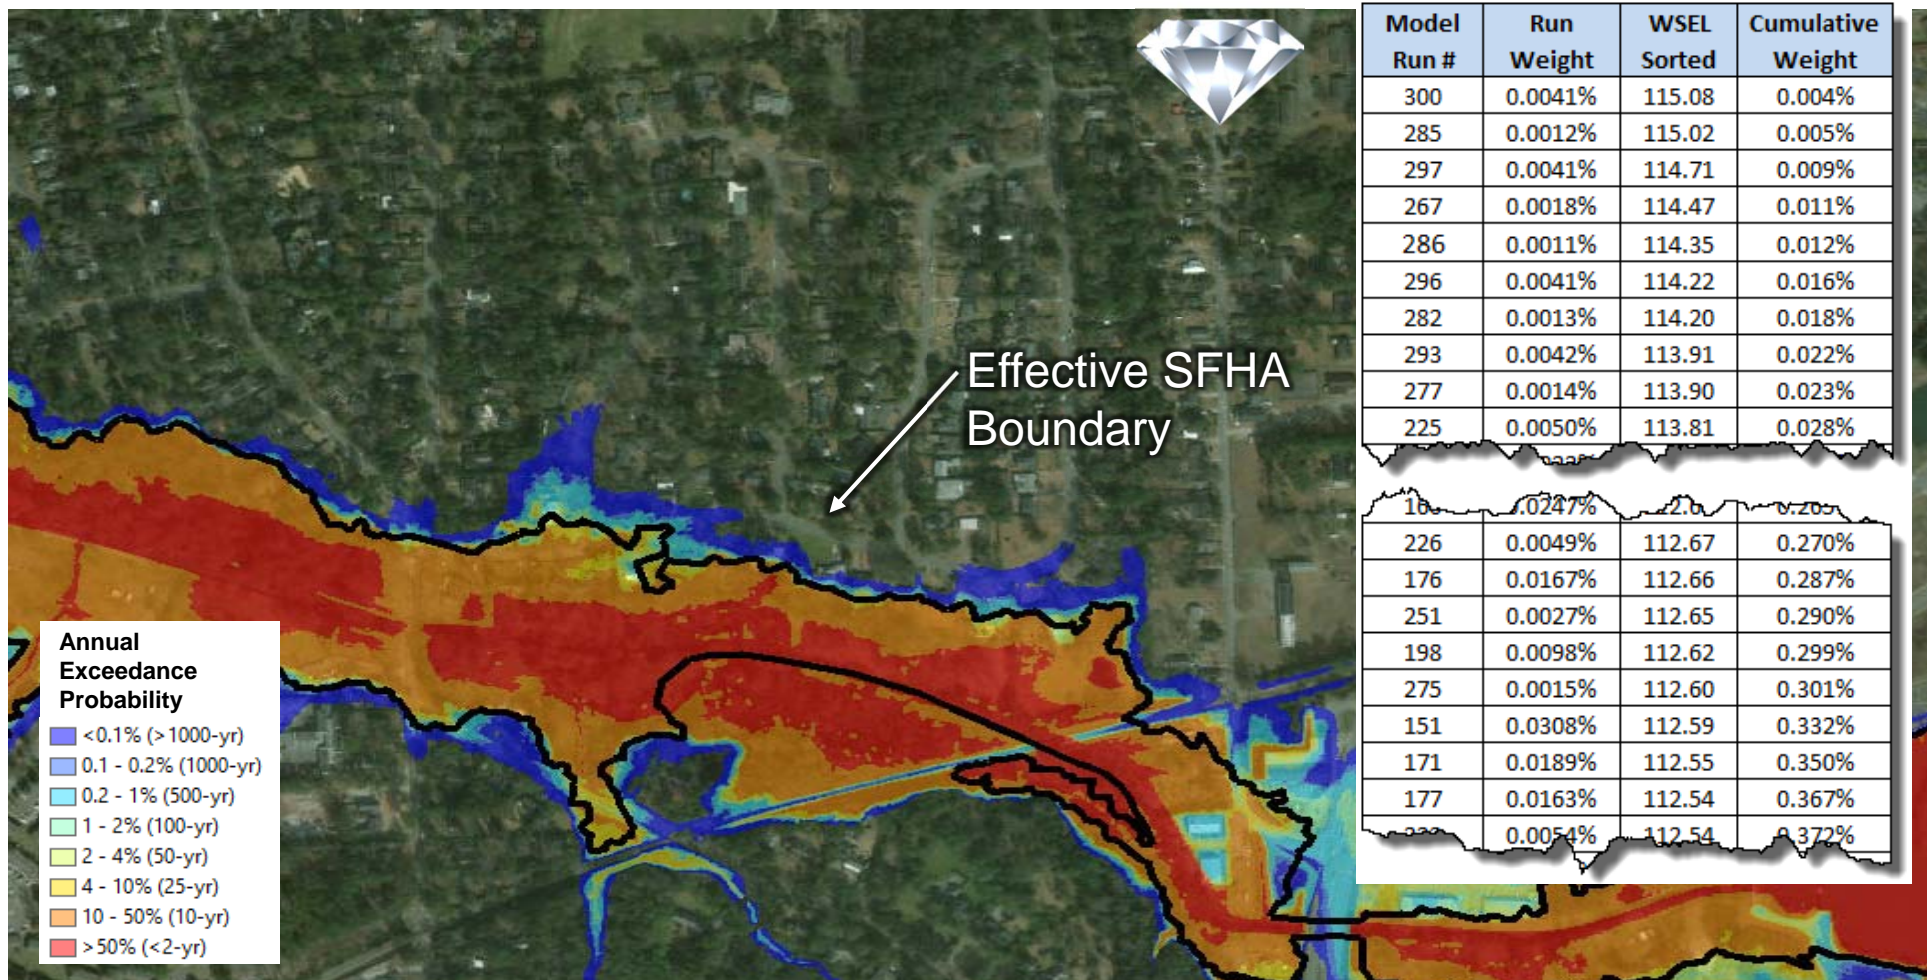 Effective SFHA
Boundary
Annual
Exceedance
Probability
<0.1% (>1000-yr)
0.1 - 0.2% (1000-yr)
0.2 - 1% (500-yr)
1 - 2% (100-yr)
2 - 4% (50-yr)
4 - 10% (25-yr)
10 - 50% (10-yr)
>50% (<2-yr)
Model Run # Run Weight WSEL Sorted Cumulative Weight
300 0.0041% 115.08 0.004%
285 0.0012% 115.02 0.005%
297 0.0041% 114.71 0.009%
267 0.0018% 114.47 0.011%
286 0.0011% 114.35 0.012%
296 0.0041% 114.22 0.016%
282 0.0013% 114.20 0.018%
293 0.0042% 113.91 0.022%
277 0.0014% 113.90 0.023%
225 0.0050% 113.81 0.028%
226 0.0049% 112.67 0.270%
176 0.0167% 112.66 0.287%
251 0.0027% 112.65 0.290%
198 0.0098% 112.62 0.299%
275 0.0015% 112.60 0.301%
151 0.0308% 112.59 0.332%
171 0.0189% 112.55 0.350%
177 0.0163% 112.54 0.367%
0.0054% 112.54 0.372%